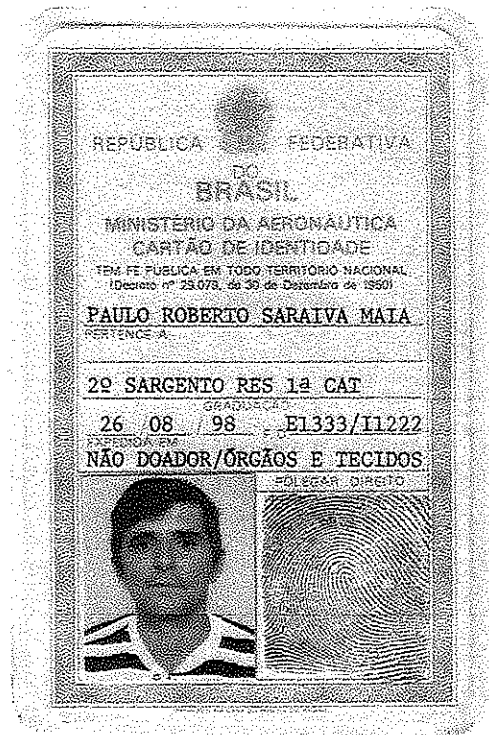 REPÚBLICA FEDERATIVA
DO
BRASIL
MINISTÉRIO DA AERONÁUTICA
CARTÃO DE IDENTIDADE
TEM FÉ PÚBLICA EM TODO TERRITÓRIO NACIONAL
(Decreto nº 29.079, de 30 de Dezembro de 1950)
PAULO ROBERTO SARAIVA MAIA
PERTENCE A
2º SARGENTO RES 1ª CAT
GRADUAÇÃO
26 / 08 / 98 - E1333/I1222
EXPEDIDA EM
NÃO DOADOR/ÓRGÃOS E TECIDOS
POLEGAR DIREITO